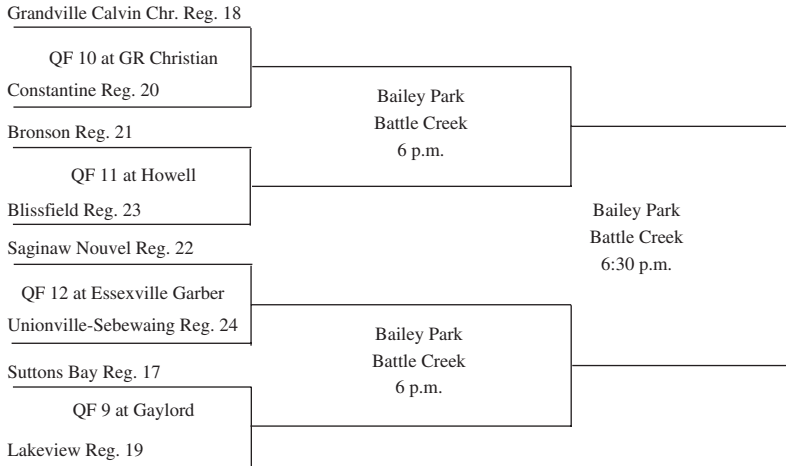 Grandville Calvin Chr. Reg. 18
QF 10 at GR Christian
Constantine Reg. 20
Bronson Reg. 21
QF 11 at Howell
Blissfield Reg. 23
Saginaw Nouvel Reg. 22
QF 12 at Essexville Garber
Unionville-Sebewaing Reg. 24
Suttons Bay Reg. 17
QF 9 at Gaylord
Lakeview Reg. 19
Bailey Park
Battle Creek
6 p.m.
Bailey Park
Battle Creek
6 p.m.
Bailey Park
Battle Creek
6:30 p.m.